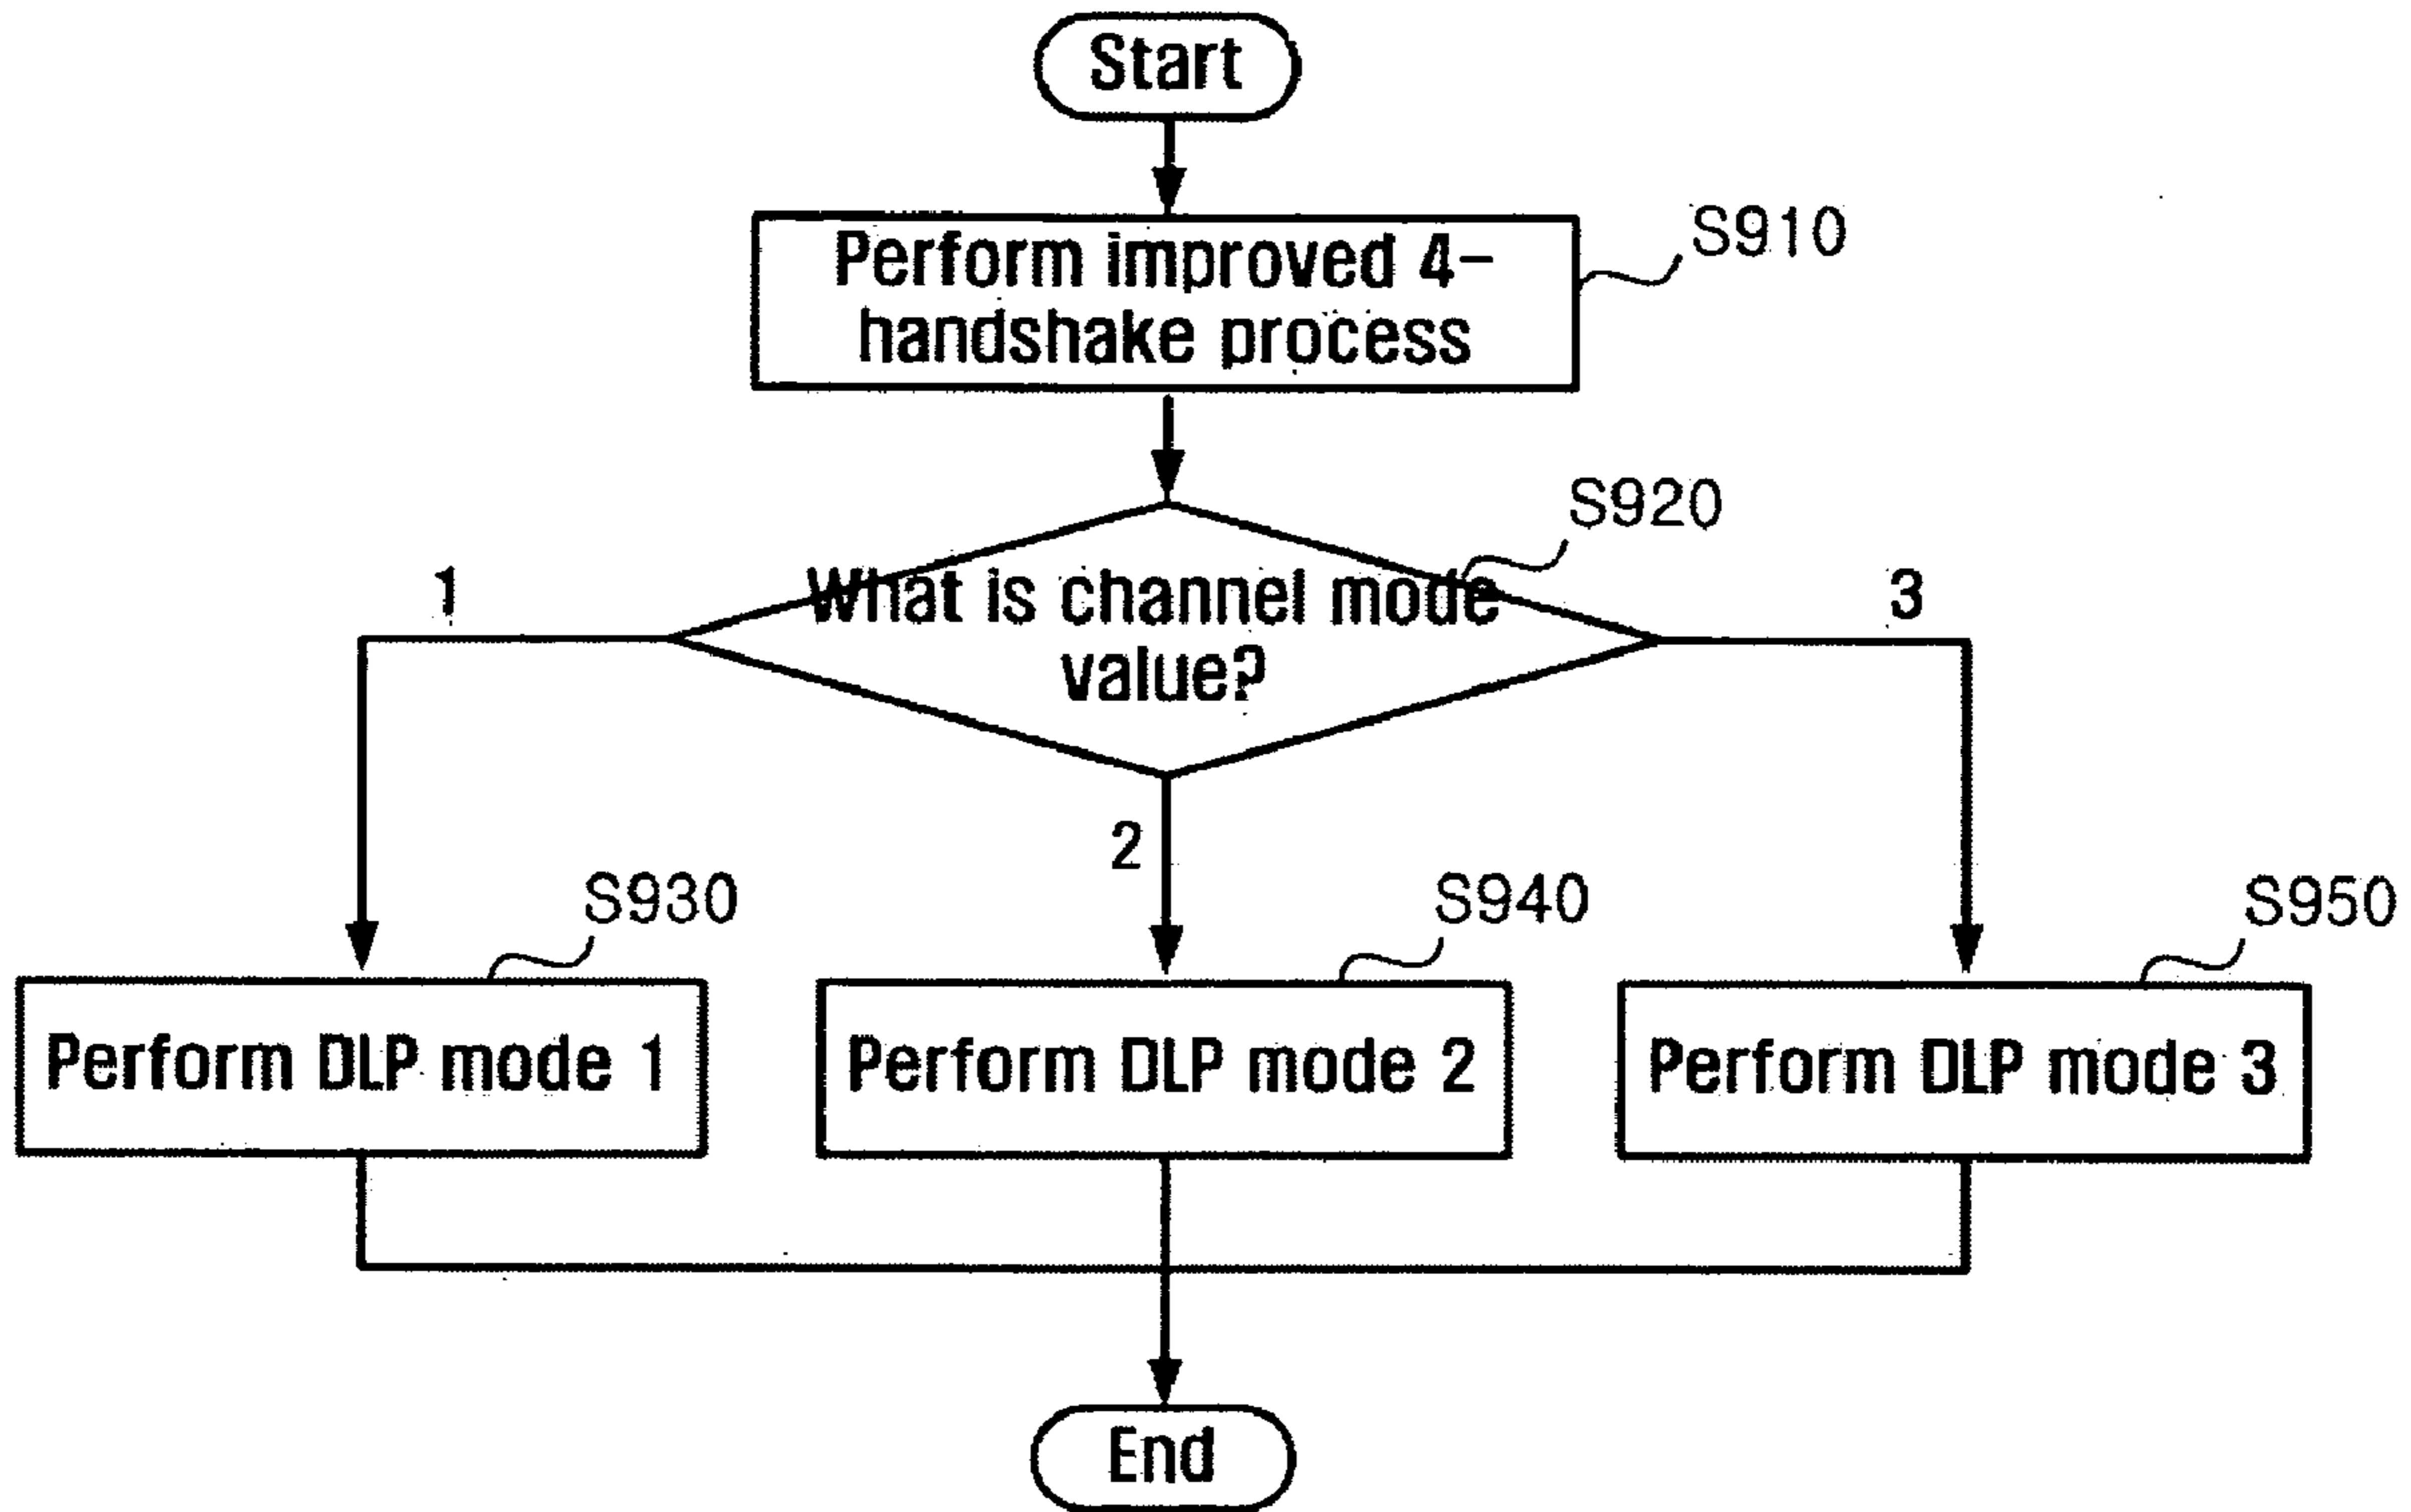 Start
Perform improved 4-
handshake process
S910
S920
What is channel mode
value?
1
3
2
S930
S940
S950
Perform DLP mode 1
Perform DLP mode 2
Perform DLP mode 3
End